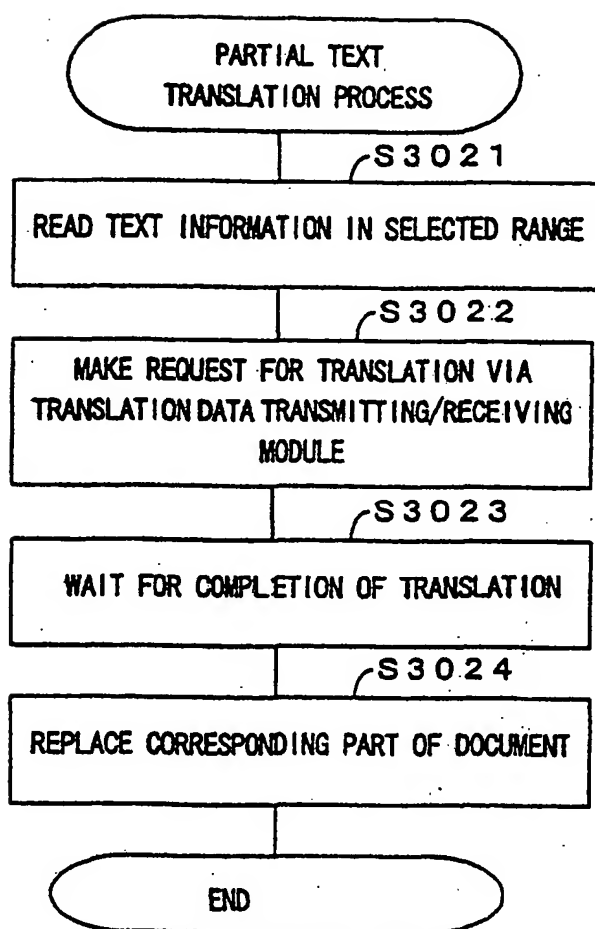 PARTIAL TEXT
TRANSLATION PROCESS
S3021
READ TEXT INFORMATION IN SELECTED RANGE
S3022
MAKE REQUEST FOR TRANSLATION VIA
TRANSLATION DATA TRANSMITTING/RECEIVING
MODULE
S3023
WAIT FOR COMPLETION OF TRANSLATION
S3024
REPLACE CORRESPONDING PART OF DOCUMENT
END